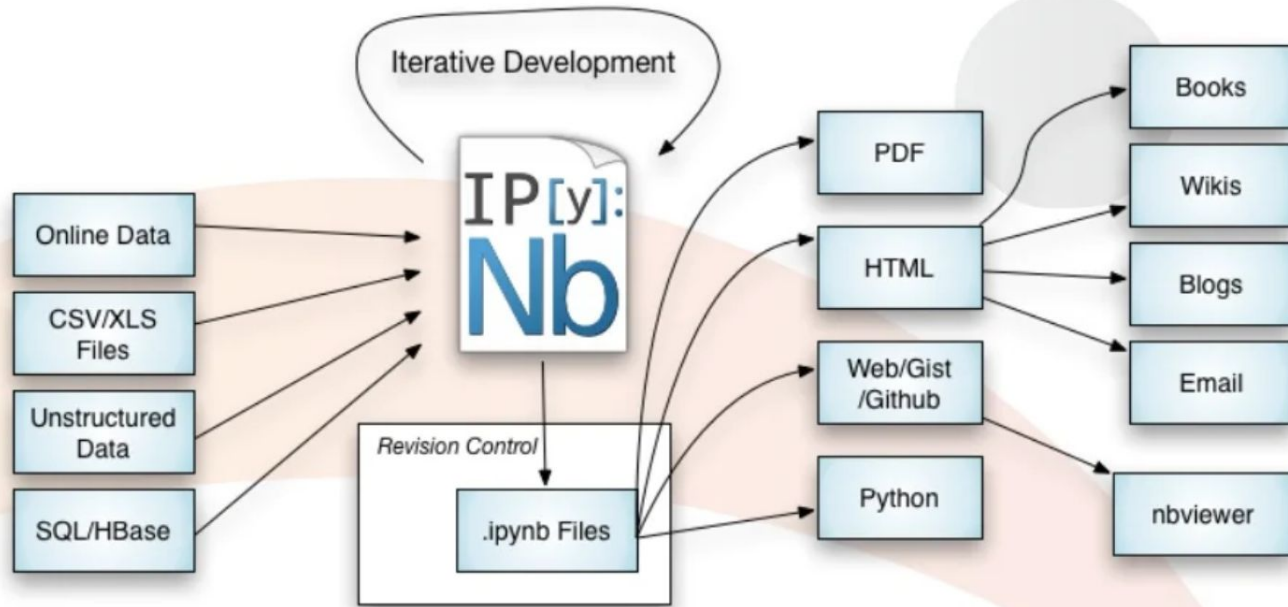 Iterative Development
IP[y]:
Nb
Online Data
CSV/XLS
Files
Unstructured
Data
SQL/HBase
Revision Control
.ipynb Files
PDF
HTML
Web/Gist
/Github
Python
Books
Wikis
Blogs
Email
nbviewer